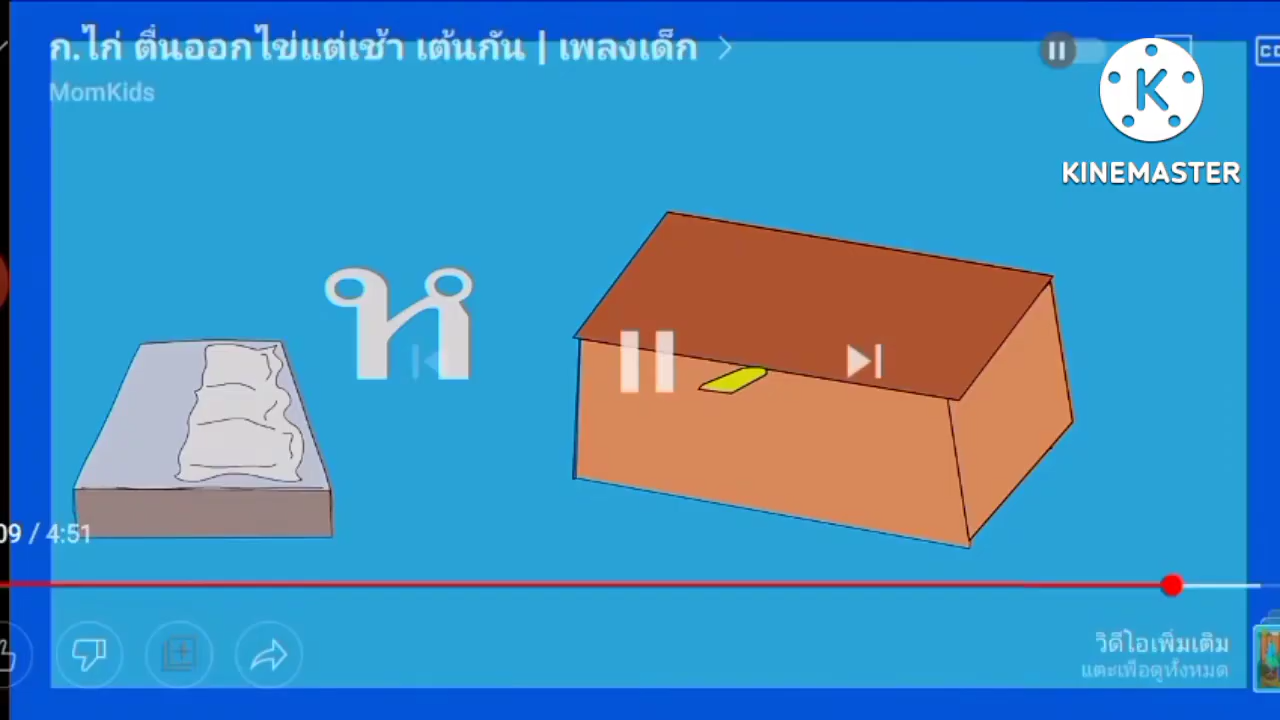 ก.ไก่ ตื่นออกไข่แต่เช้า เต้นกัน | เพลงเด็ก
MomKids
K
KINEMASTER
ห
09 / 4:51
วิดีโอเพิ่มเติม
แตะเพื่อดูทั้งหมด